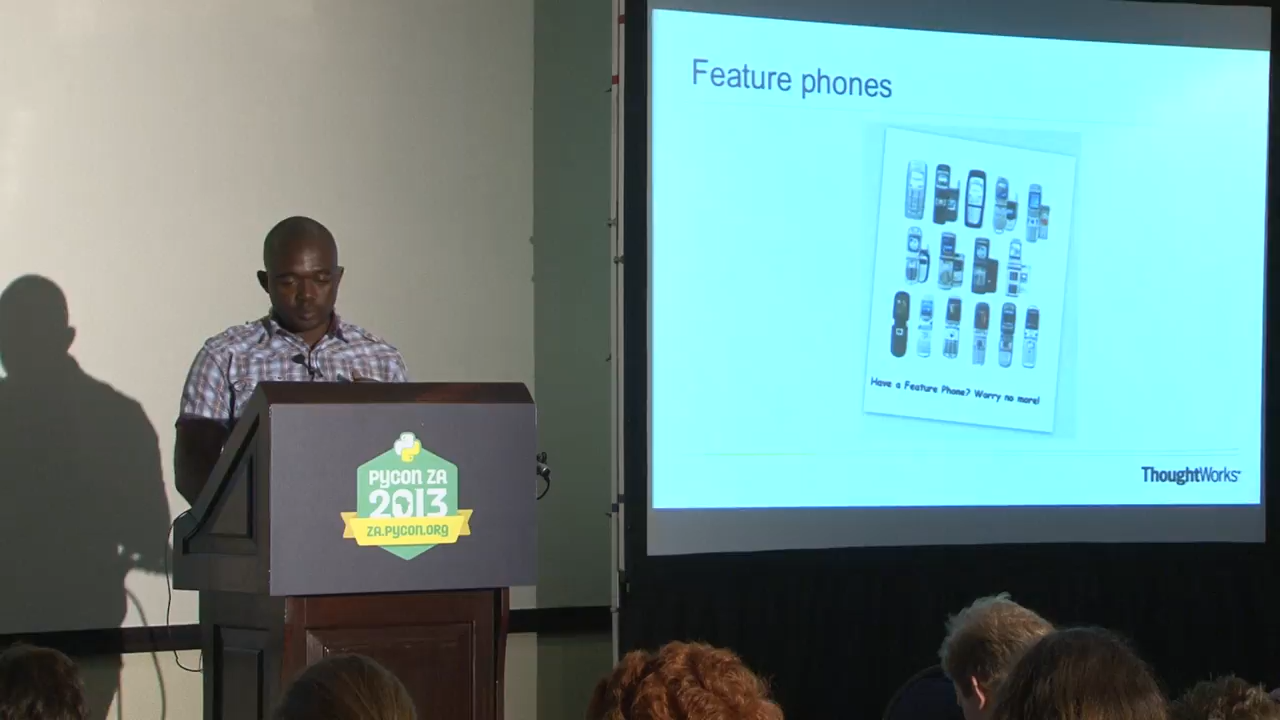 Feature phones
Have a Feature Phone? Worry no more!
ThoughtWorks
PYCON ZA
2013
ZA.PYCON.ORG